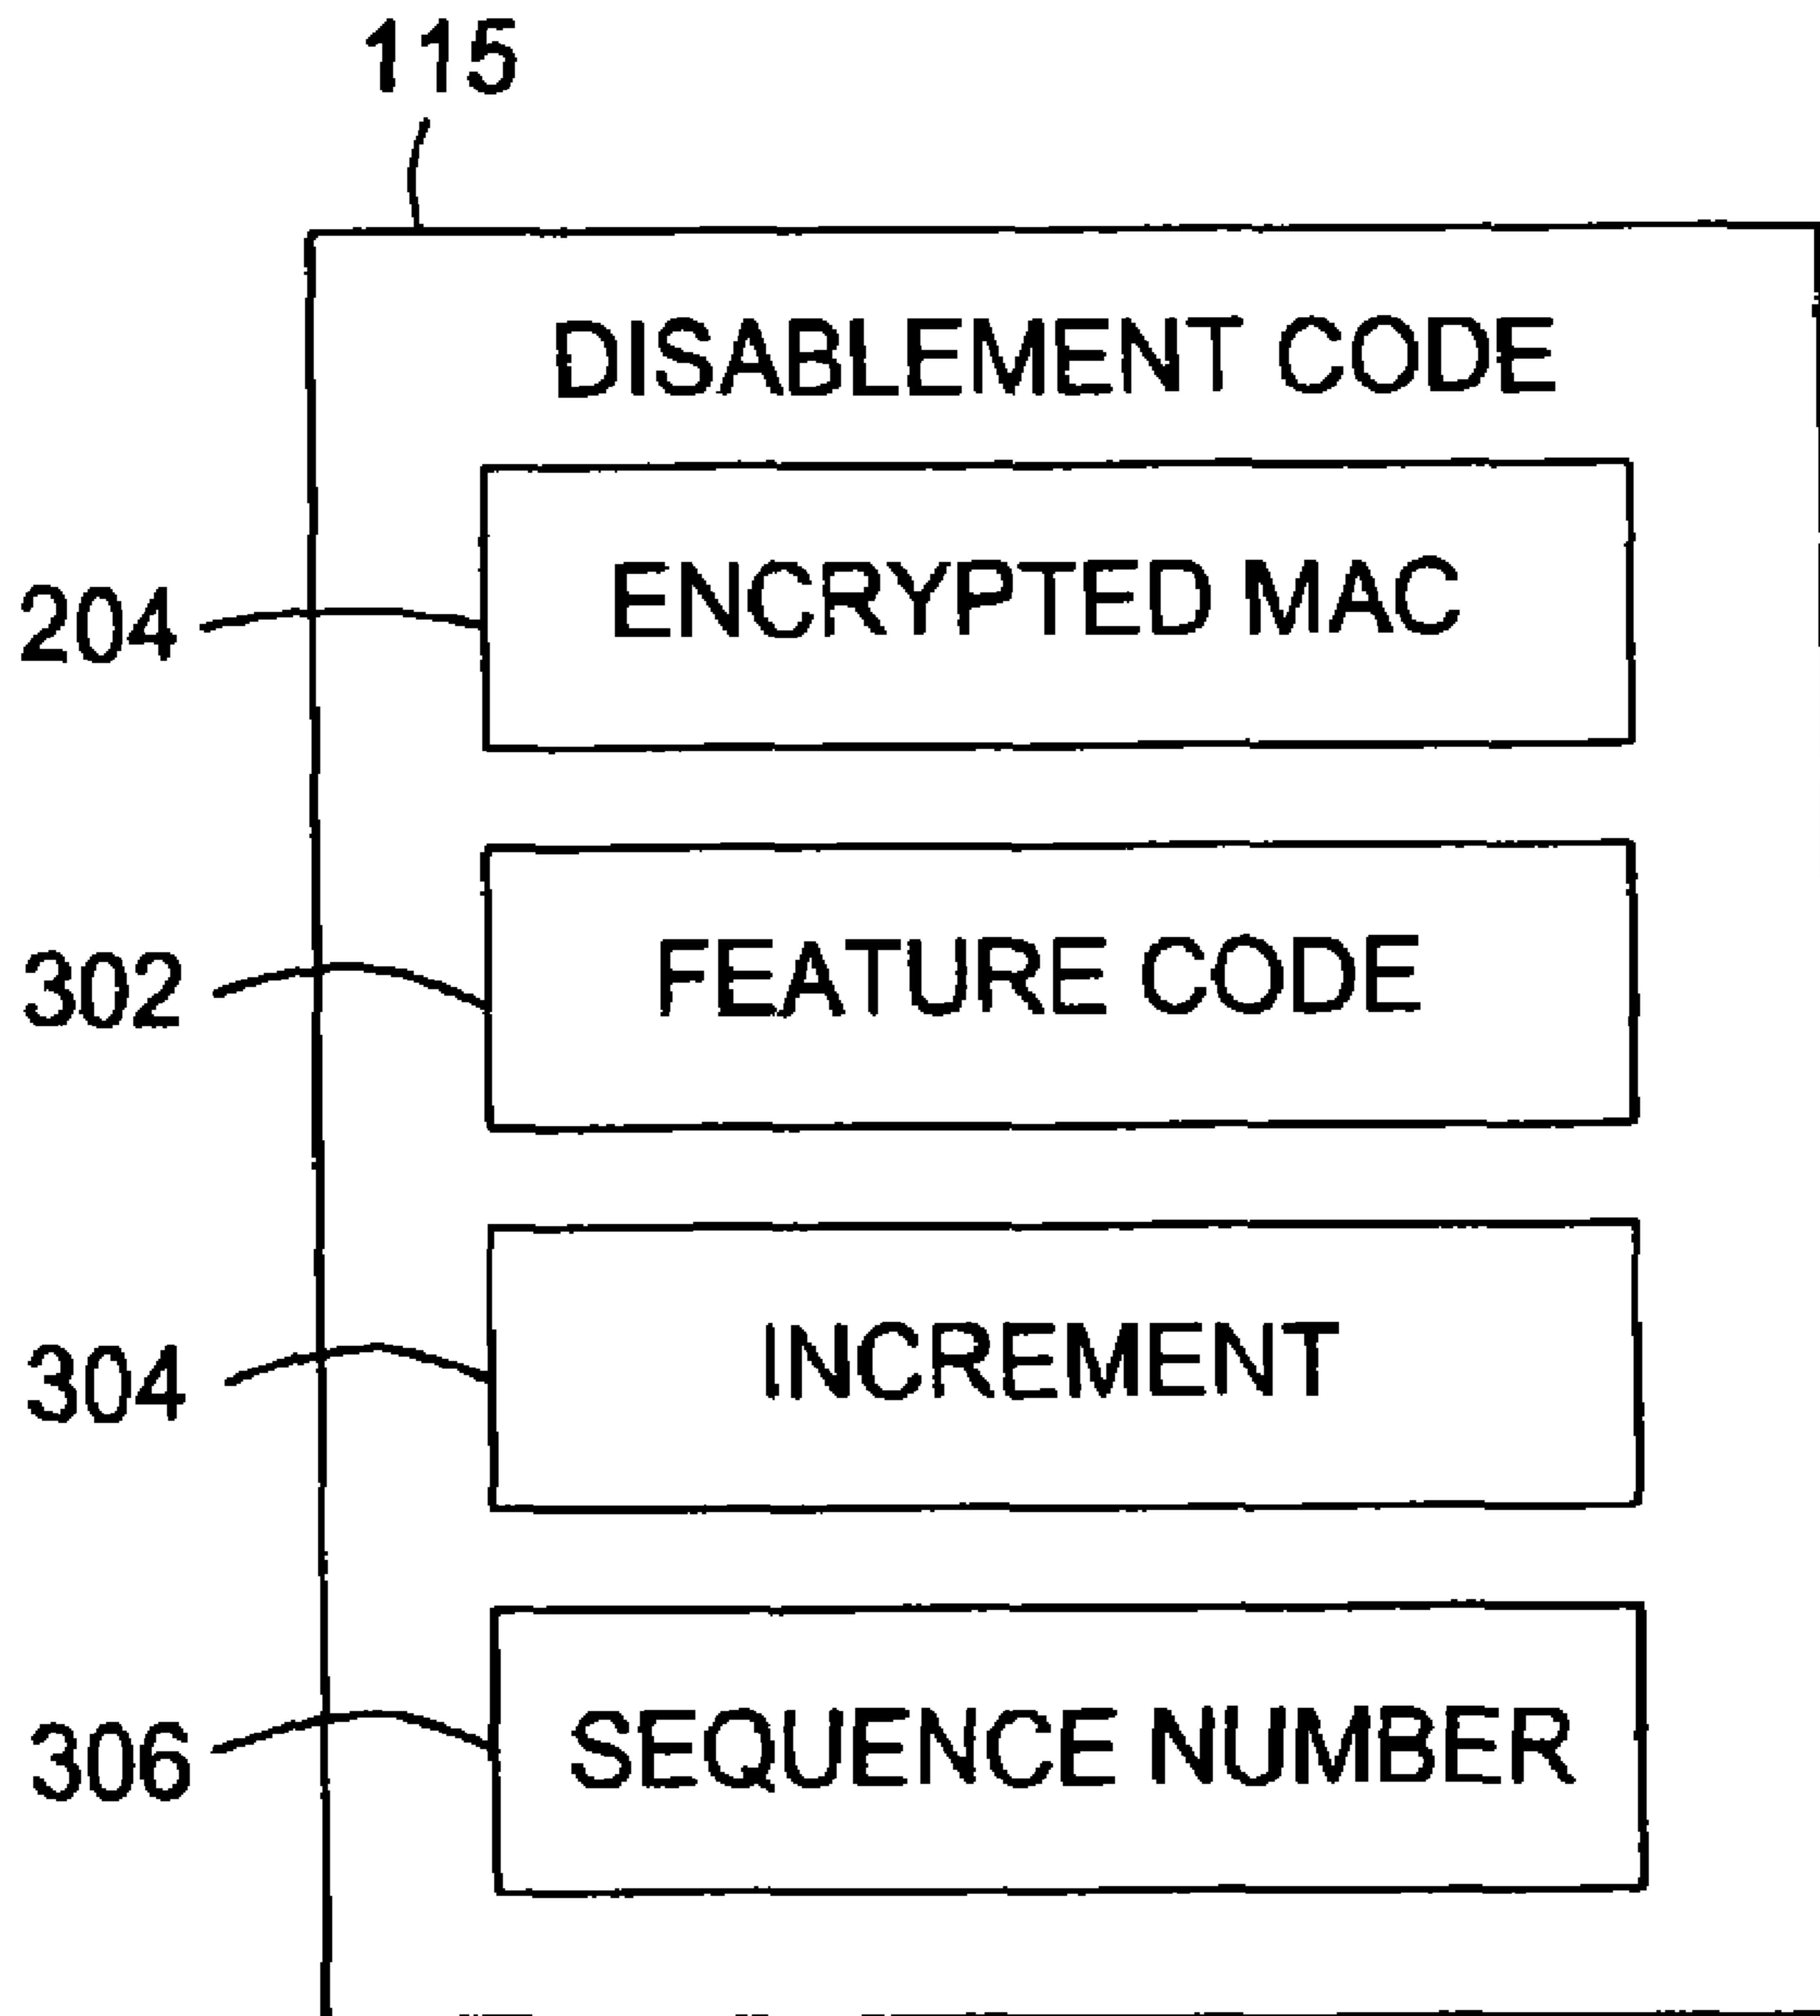 115
DISABLEMENT CODE
204
ENCRYPTED MAC
302
FEATURE CODE
304
INCREMENT
306
SEQUENCE NUMBER